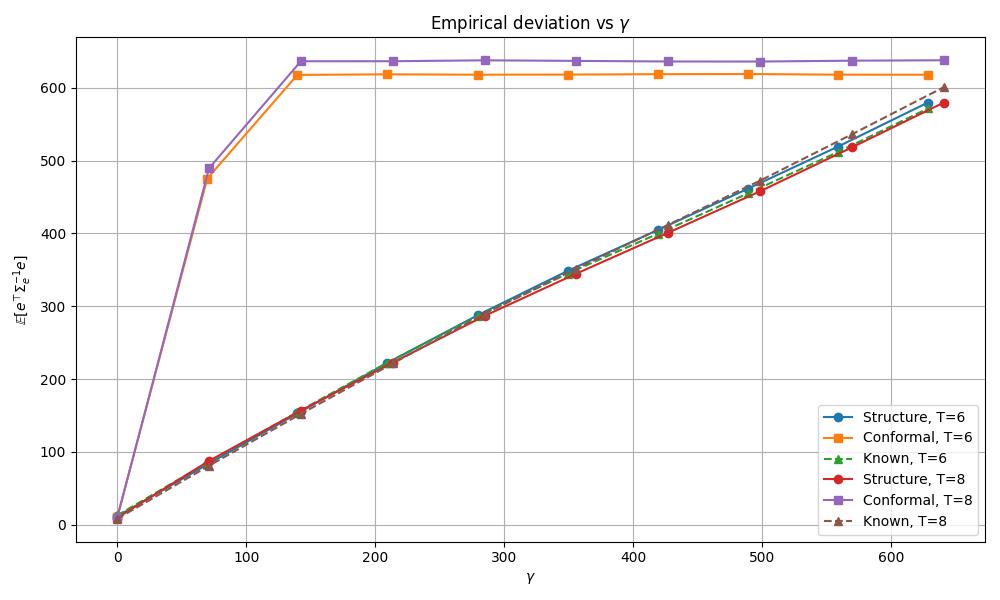 Empirical deviation vs γ
𝔼[e⊤Σe⁻¹e]
600
500
400
300
200
100
0
0 100 200 300 400 500 600
γ
Structure, T=6
Conformal, T=6
Known, T=6
Structure, T=8
Conformal, T=8
Known, T=8